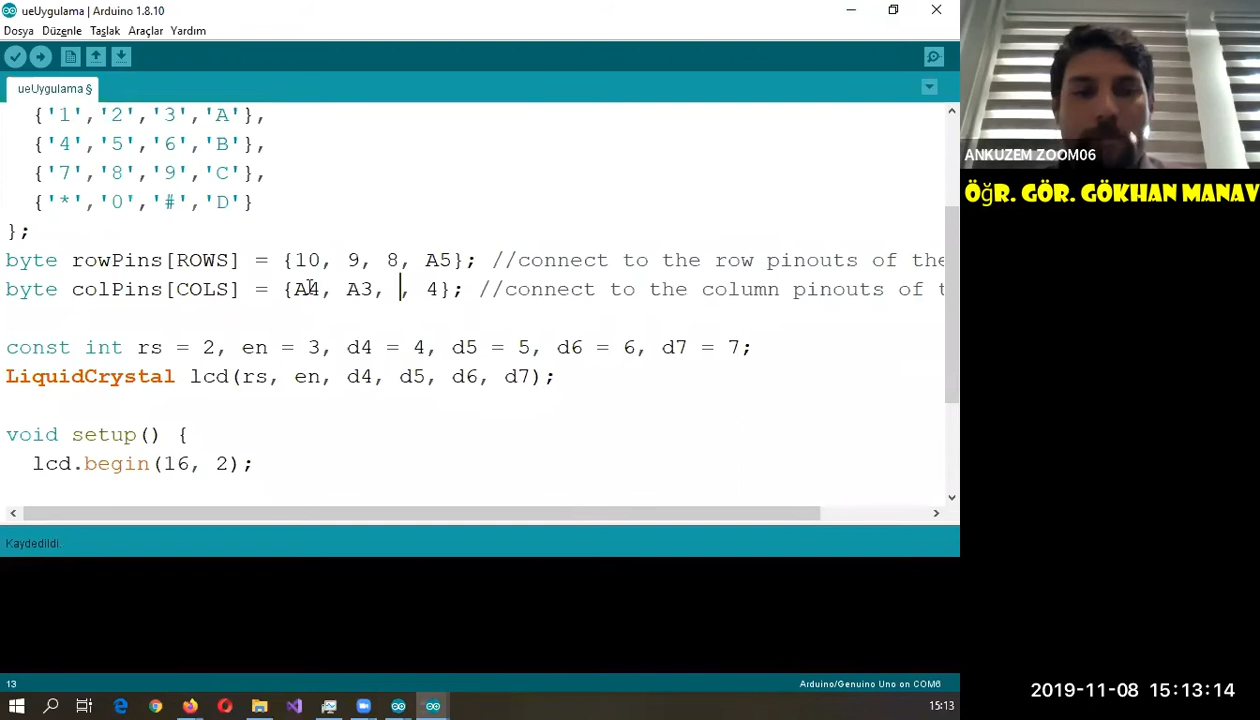 ueUygulama | Arduino 1.8.10
Dosya Düzenle Taslak Araçlar Yardım
ueUygulama §
{'1','2','3','A'},
{'4','5','6','B'},
{'7','8','9','C'},
{'*','0','#','D'}
};
byte rowPins[ROWS] = {10, 9, 8, A5}; //connect to the row pinouts of the
byte colPins[COLS] = {A4, A3, , 4}; //connect to the column pinouts of t
const int rs = 2, en = 3, d4 = 4, d5 = 5, d6 = 6, d7 = 7;
LiquidCrystal lcd(rs, en, d4, d5, d6, d7);
void setup() {
lcd.begin(16, 2);
Kaydedildi.
13
Arduino/Genuino Uno on COM6
15:13
ANKUZEM ZOOM06
ÖğR. GÖR. GÖKHAN MANAV
2019-11-08 15:13:14